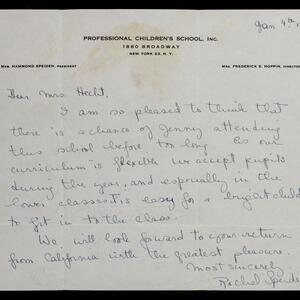 Jan 4th
PROFESSIONAL CHILDREN'S SCHOOL, INC.
1860 BROADWAY
NEW YORK 23, N. Y.
MRS. HAMMOND SPEIDEN, PRESIDENT
MRS. FREDERICK S. HOPPIN, DIRECTOR
Dear Mrs. Hecht.
I am so pleased to think that
there is a chance of Jenny attending
this school before too long. As our
curriculum is flexible we accept pupils
during the year, and especially in the
lower classes it is easy for a bright child
to fit in to the class.
We will look forward to your return
from California with the greatest pleasure.
Most sincerely
Rachel